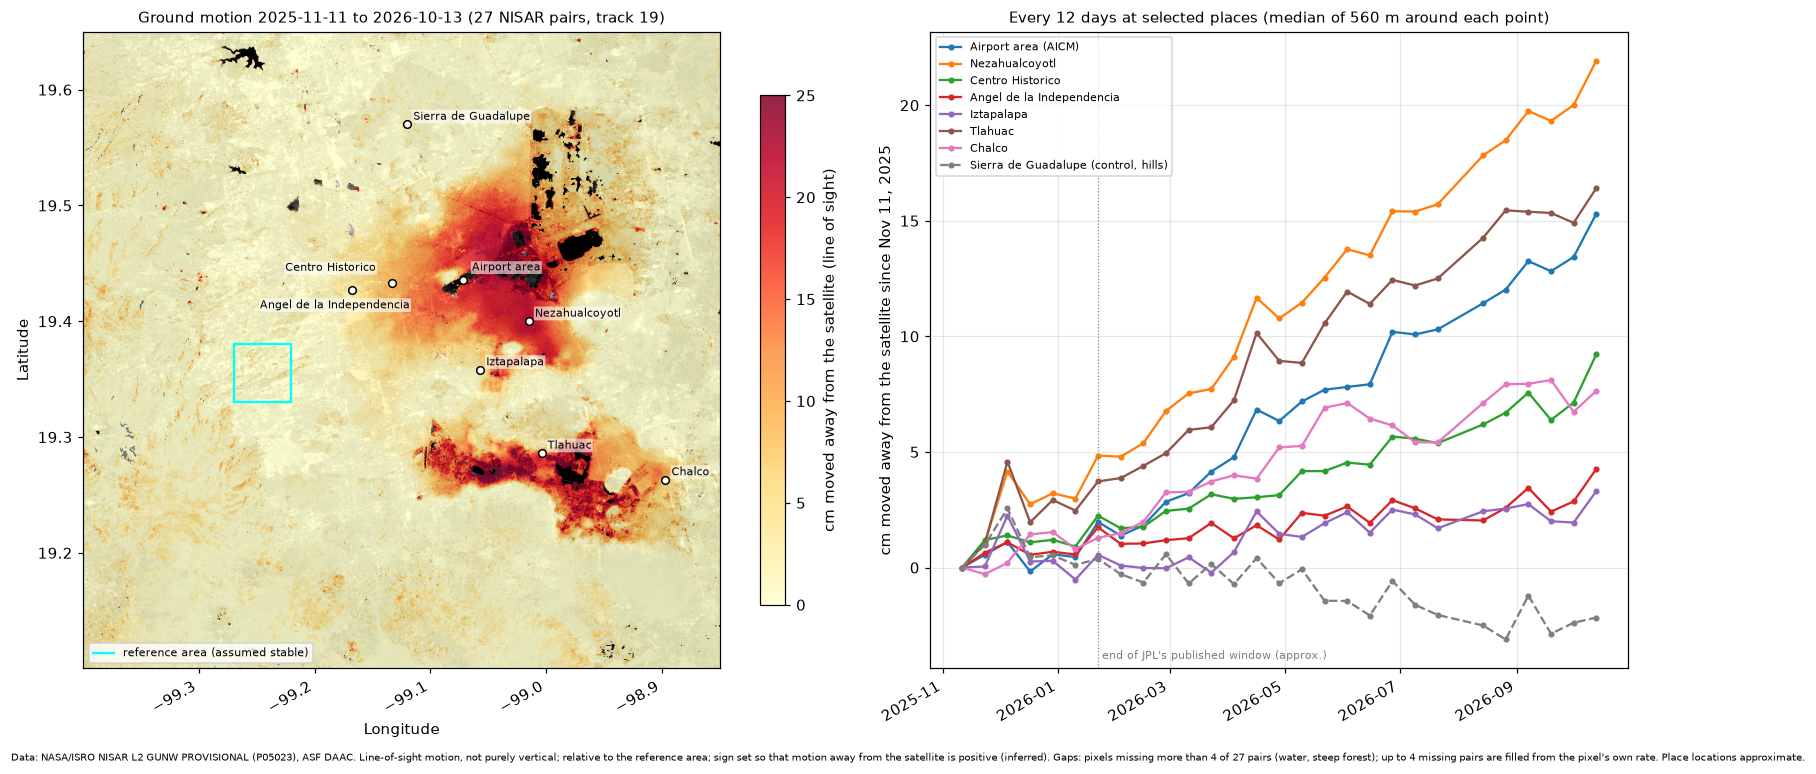 Ground motion 2025-11-11 to 2026-10-13 (27 NISAR pairs, track 19)
Latitude
19.6
19.5
19.4
19.3
19.2
Sierra de Guadalupe
Centro Historico
Airport area
Angel de la Independencia
Nezahualcoyotl
Iztapalapa
Tlahuac
Chalco
reference area (assumed stable)
−99.3
−99.2
−99.1
−99.0
−98.9
Longitude
25
20
15
10
5
0
cm moved away from the satellite (line of sight)
Every 12 days at selected places (median of 560 m around each point)
cm moved away from the satellite since Nov 11, 2025
20
15
10
5
0
Airport area (AICM)
Nezahualcoyotl
Centro Historico
Angel de la Independencia
Iztapalapa
Tlahuac
Chalco
Sierra de Guadalupe (control, hills)
end of JPL's published window (approx.)
2025-11
2026-01
2026-03
2026-05
2026-07
2026-09
Data: NASA/ISRO NISAR L2 GUNW PROVISIONAL (P05023), ASF DAAC. Line-of-sight motion, not purely vertical; relative to the reference area; sign set so that motion away from the satellite is positive (inferred). Gaps: pixels missing more than 4 of 27 pairs (water, steep forest); up to 4 missing pairs are filled from the pixel's own rate. Place locations approximate.